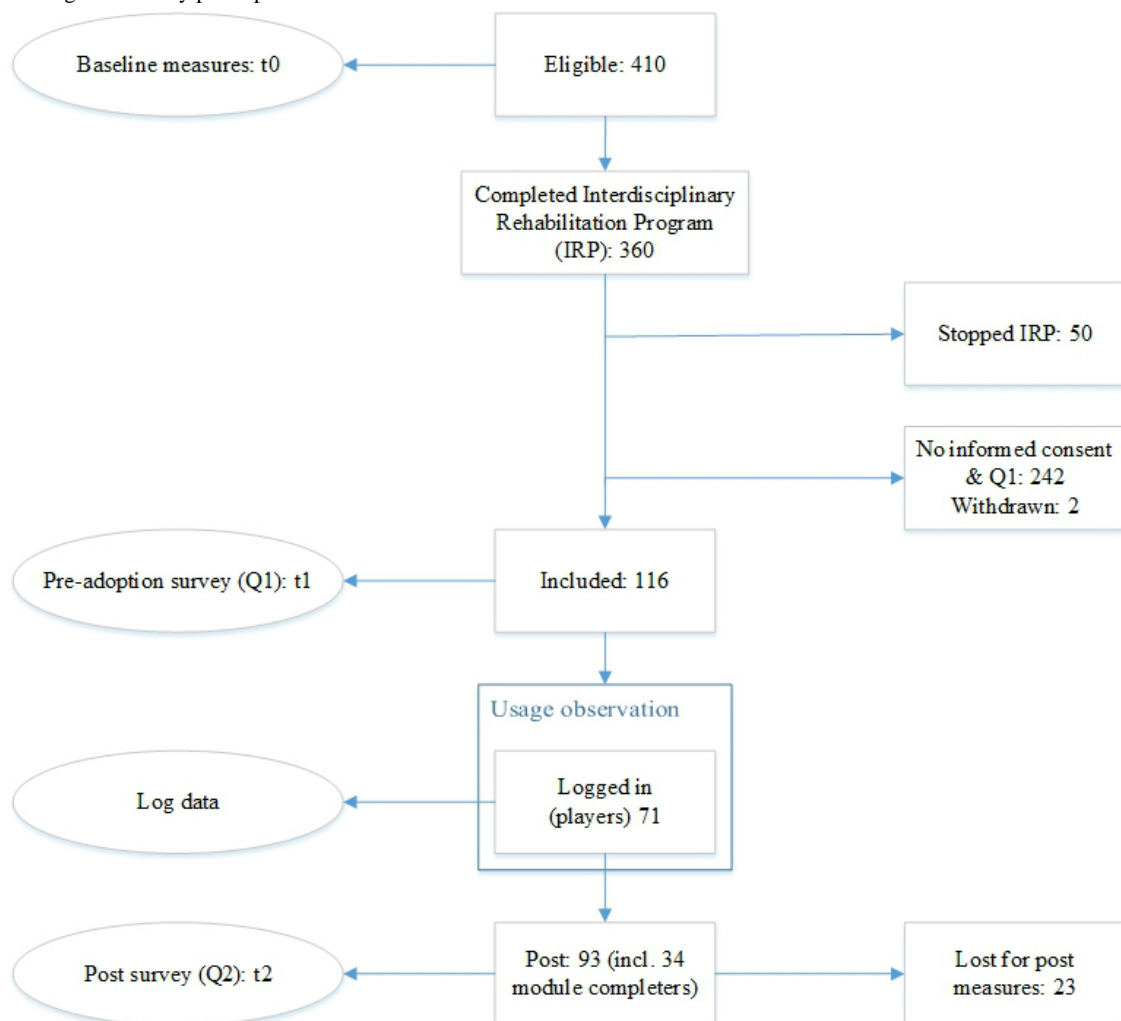 Baseline measures: t0
Eligible: 410
Completed Interdisciplinary
Rehabilitation Program
(IRP): 360
Stopped IRP: 50
No informed consent
& Q1: 242
Withdrawn: 2
Pre-adoption survey (Q1): t1
Included: 116
Usage observation
Log data
Logged in
(players) 71
Post survey (Q2): t2
Post: 93 (incl. 34
module completers)
Lost for post
measures: 23